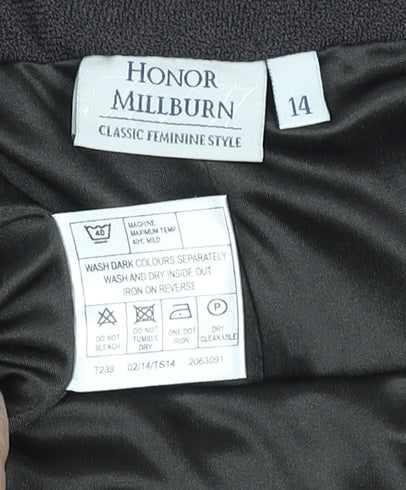 HONOR
MILLBURN
CLASSIC FEMININE STYLE
14
40
MACHINE
MAXIMUM TEMP
40°C MILD
WASH DARK COLOURS SEPARATELY
WASH AND DRY INSIDE OUT
IRON ON REVERSE
P
DO NOT BLEACH
DO NOT TUMBLE DRY
ONE DOT IRON
DRY CLEANABLE
T239 02/14/TS14 2063091